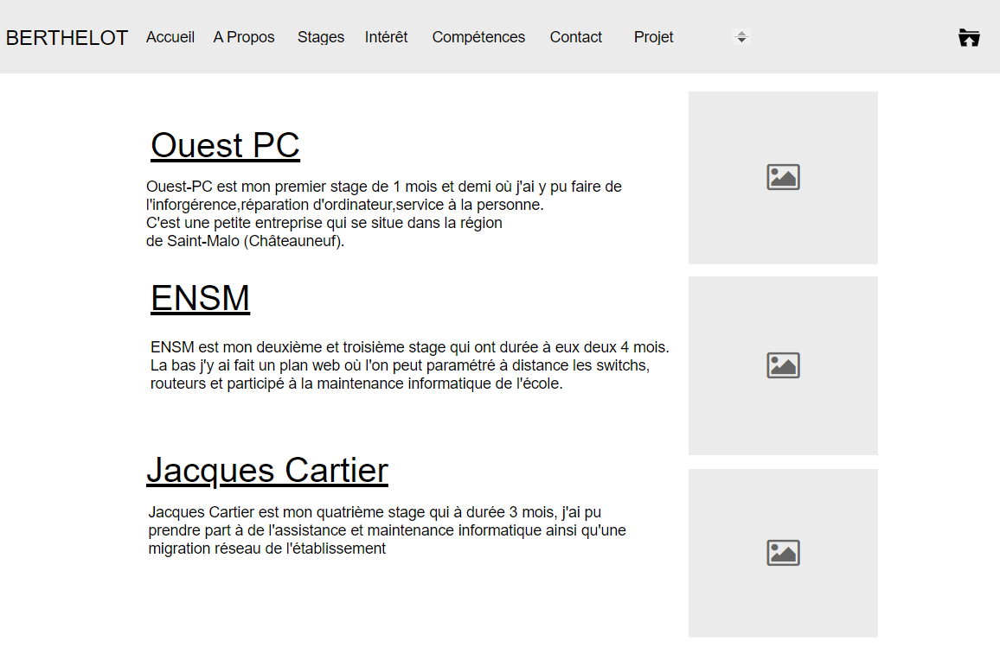 BERTHELOT Accueil A Propos Stages Intérêt Compétences Contact Projet
Ouest PC
Ouest-PC est mon premier stage de 1 mois et demi où j'ai y pu faire de
l'inforgérence,réparation d'ordinateur,service à la personne.
C'est une petite entreprise qui se situe dans la région
de Saint-Malo (Châteauneuf).
ENSM
ENSM est mon deuxième et troisième stage qui ont durée à eux deux 4 mois.
La bas j'y ai fait un plan web où l'on peut paramétré à distance les switchs,
routeurs et participé à la maintenance informatique de l'école.
Jacques Cartier
Jacques Cartier est mon quatrième stage qui à durée 3 mois, j'ai pu
prendre part à de l'assistance et maintenance informatique ainsi qu'une
migration réseau de l'établissement